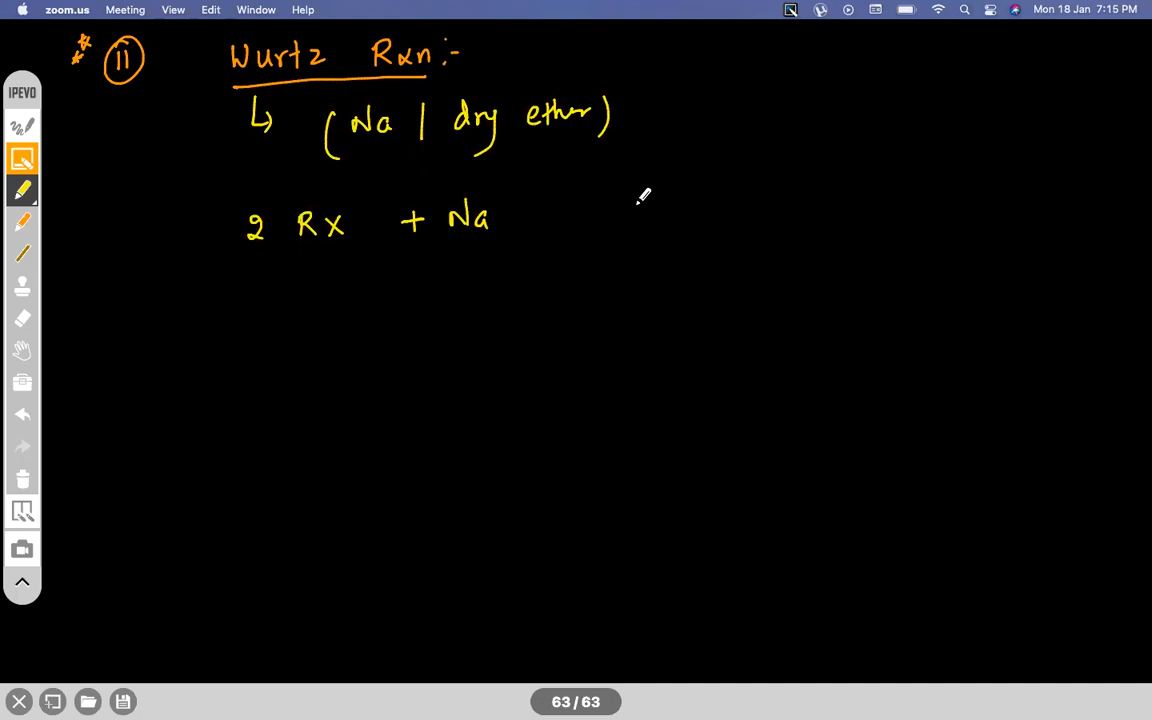 zoom.us Meeting View Edit Window Help Mon 18 Jan 7:15 PM
11 Wurtz Rxn:-
IPEVO
↳ (Na | dry ether)
2 RX + Na
63 / 63